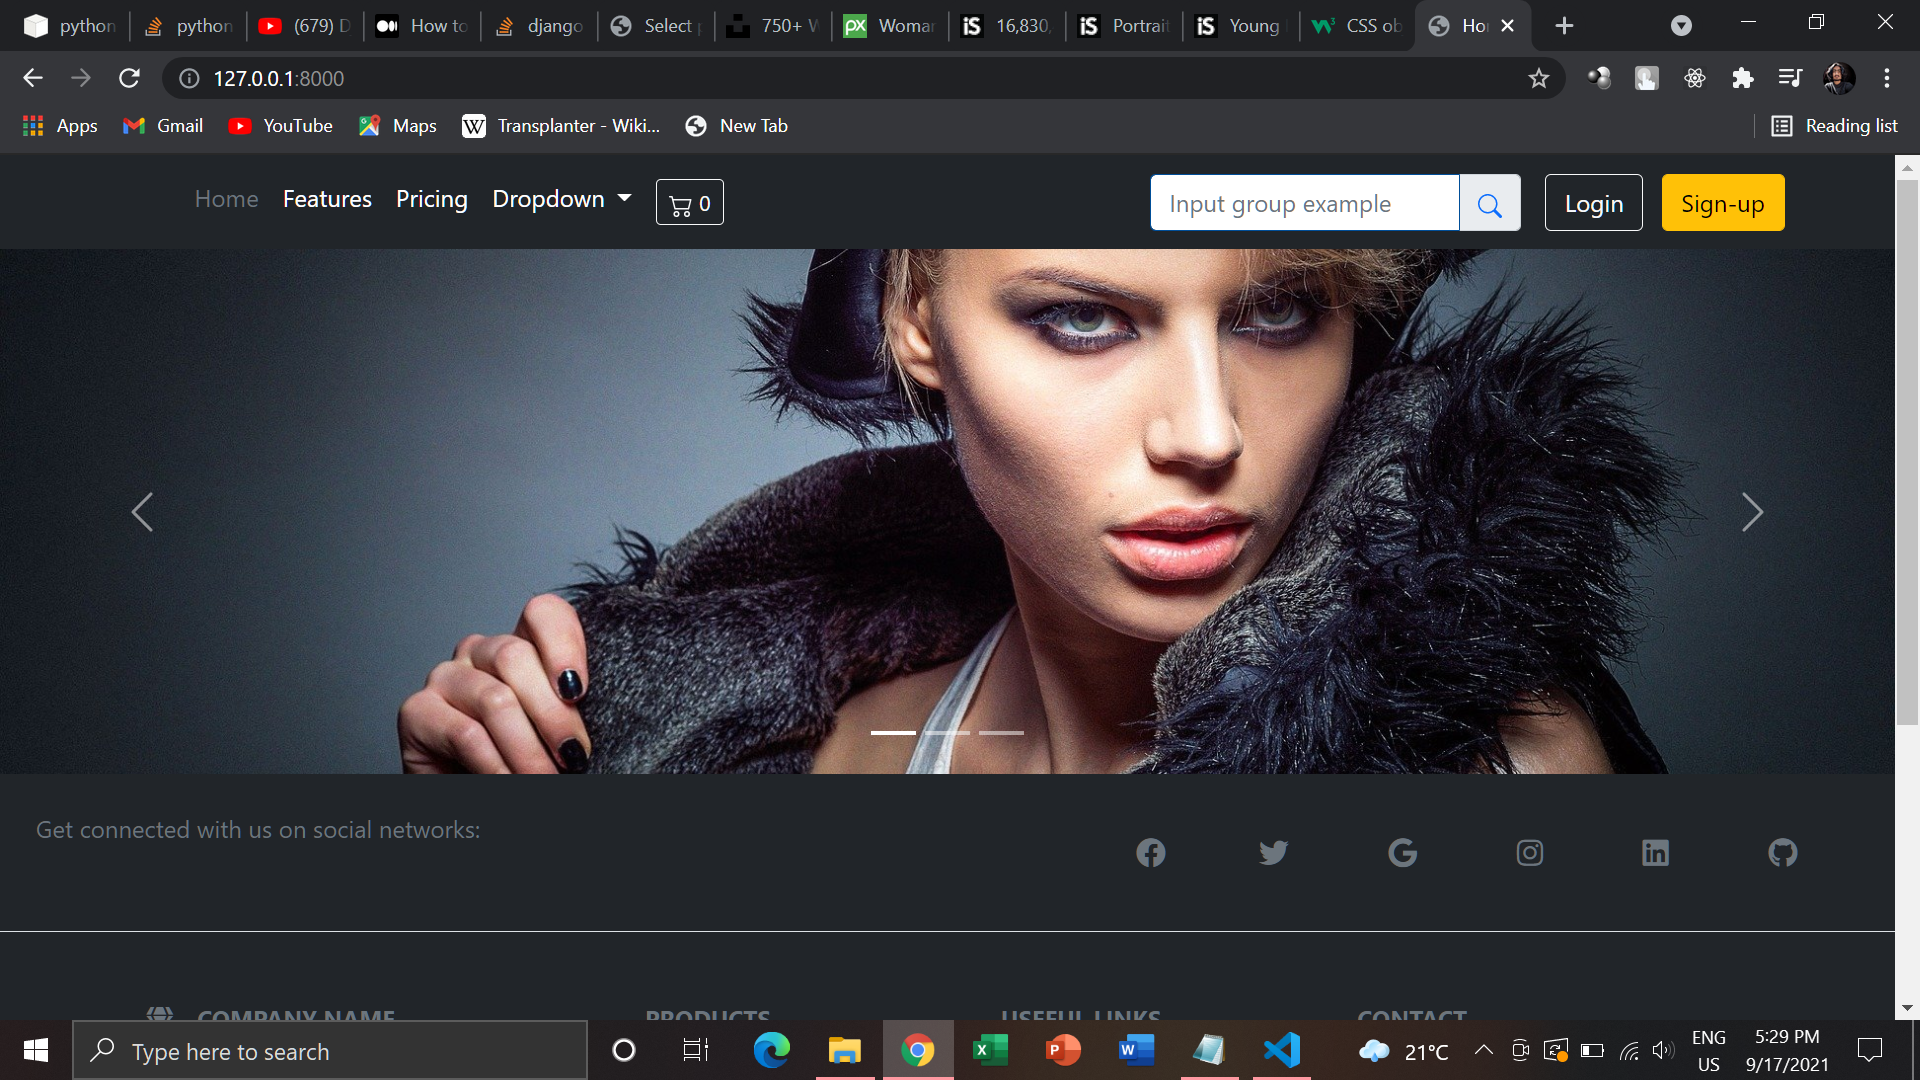 python
python
(679) D
How to
django
Select p
750+ W
Woman
16,830,
Portrait
Young
CSS ob
Ho
127.0.0.1:8000
Apps
Gmail
YouTube
Maps
Transplanter - Wiki...
New Tab
Reading list
Home
Features
Pricing
Dropdown
0
Input group example
Login
Sign-up
Get connected with us on social networks:
COMPANY NAME
PRODUCTS
USEFUL LINKS
CONTACT
Type here to search
21°C
ENG
US
5:29 PM
9/17/2021